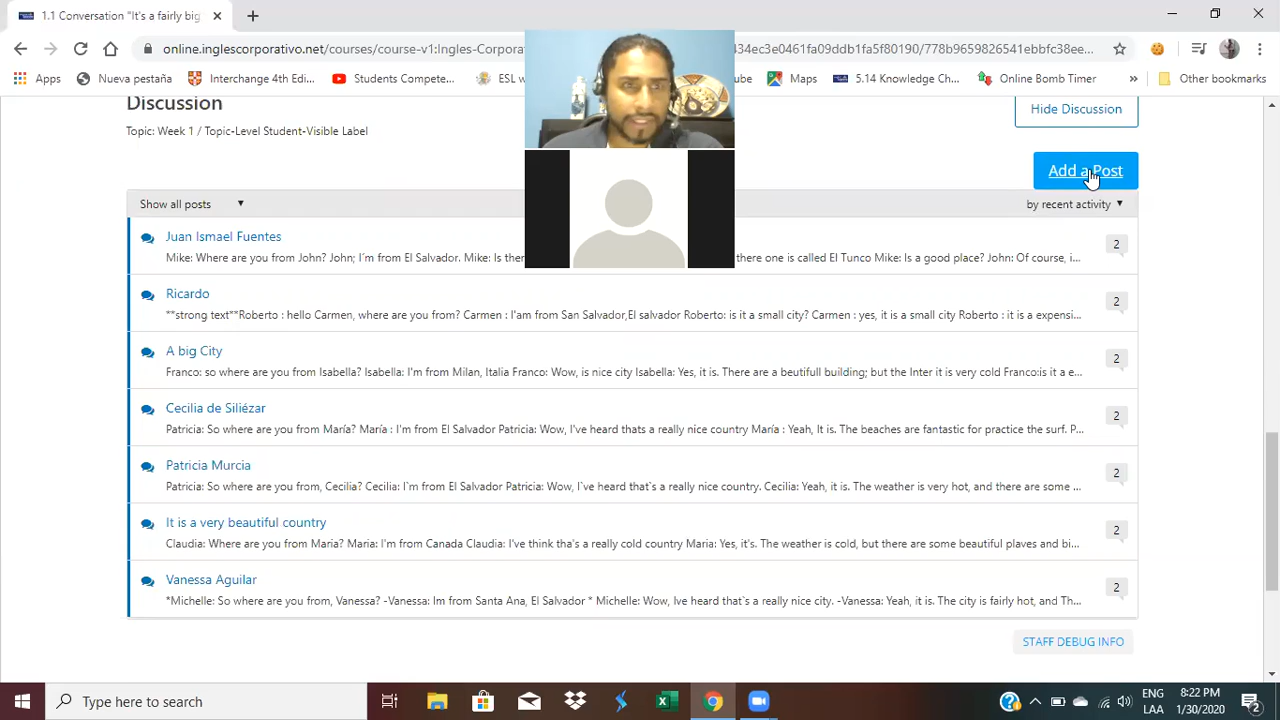 1.1 Conversation "It's a fairly big
online.inglescorporativo.net/courses/course-v1:Ingles-Corpora
434ec3e0461fa09ddb1fa5f80190/778b9659826541ebbfc38ee...
Apps
Nueva pestaña
Interchange 4th Edi...
Students Compete...
ESL w
ube
Maps
5.14 Knowledge Ch...
Online Bomb Timer
»
Other bookmarks
Discussion
Hide Discussion
Topic: Week 1 / Topic-Level Student-Visible Label
Add a Post
Show all posts
by recent activity
Juan Ismael Fuentes
2
Mike: Where are you from John? John; I´m from El Salvador. Mike: Is then
there one is called El Tunco Mike: Is a good place? John: Of course, i...
Ricardo
2
**strong text**Roberto : hello Carmen, where are you from? Carmen : I'am from San Salvador,El salvador Roberto: is it a small city? Carmen : yes, it is a small city Roberto : it is a expensi...
A big City
2
Franco: so where are you from Isabella? Isabella: I'm from Milan, Italia Franco: Wow, is nice city Isabella: Yes, it is. There are a beutifull building; but the Inter it is very cold Franco:is it a e...
Cecilia de Siliézar
2
Patricia: So where are you from María? María : I'm from El Salvador Patricia: Wow, I've heard thats a really nice country María : Yeah, It is. The beaches are fantastic for practice the surf. P...
Patricia Murcia
2
Patricia: So where are you from, Cecilia? Cecilia: I`m from El Salvador Patricia: Wow, I`ve heard that`s a really nice country. Cecilia: Yeah, it is. The weather is very hot, and there are some ...
It is a very beautiful country
2
Claudia: Where are you from Maria? Maria: I'm from Canada Claudia: I've think tha's a really cold country Maria: Yes, it's. The weather is cold, but there are some beautiful plaves and bi...
Vanessa Aguilar
2
*Michelle: So where are you from, Vanessa? -Vanessa: Im from Santa Ana, El Salvador * Michelle: Wow, Ive heard that`s a really nice city. -Vanessa: Yeah, it is. The city is fairly hot, and Th...
STAFF DEBUG INFO
Type here to search
ENG
LAA
8:22 PM
1/30/2020
2